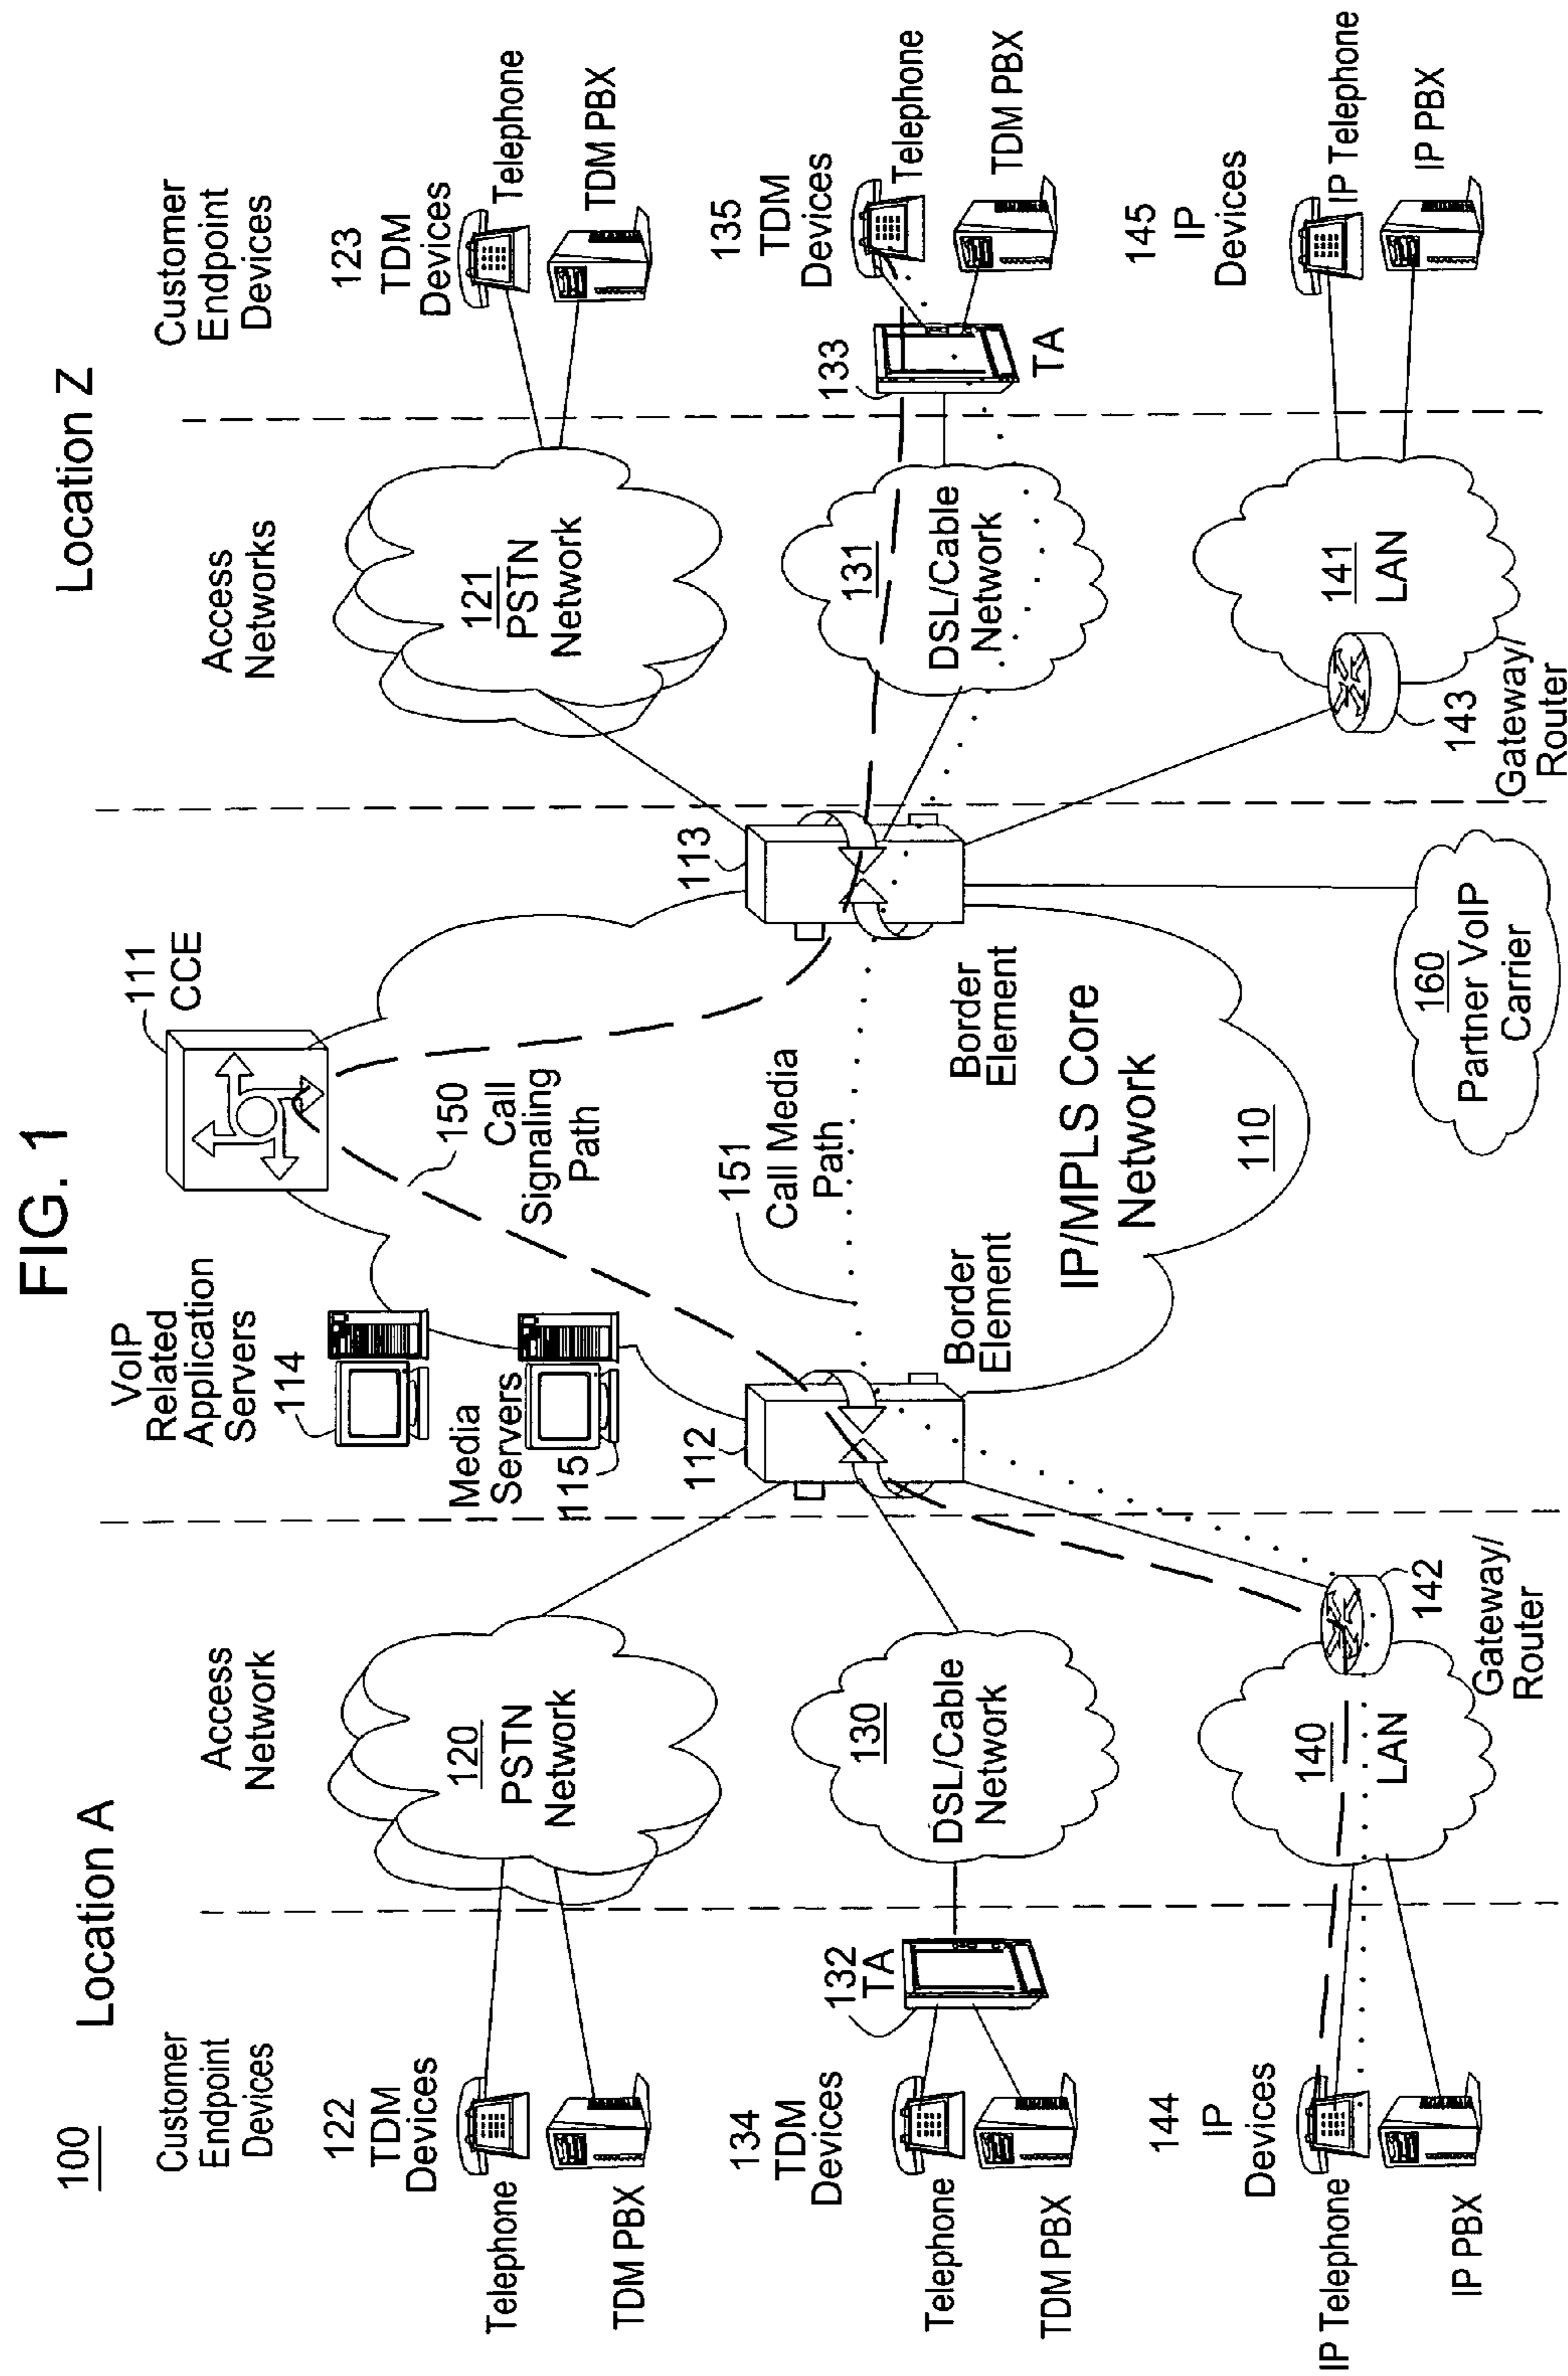 FIG. 1
100
Location A
Location Z
Customer
Endpoint
Devices
Access
Network
VoIP
Related
Application
Servers
114
111
CCE
Access
Networks
Customer
Endpoint
Devices
122
TDM
Devices
Telephone
TDM PBX
120
PSTN
Network
Media
Servers
115
150
Call
Signaling
Path
121
PSTN
Network
123
TDM
Devices
Telephone
TDM PBX
134
TDM
Devices
Telephone
TDM PBX
132
TA
130
DSL/Cable
Network
112
Border
Element
151
Call Media
Path
113
Border
Element
131
DSL/Cable
Network
133
TA
135
TDM
Devices
Telephone
TDM PBX
IP/MPLS Core
Network
110
144
IP
Devices
IP Telephone
IP PBX
140
LAN
142
Gateway/
Router
160
Partner VoIP
Carrier
141
LAN
143
Gateway/
Router
145
IP
Devices
IP Telephone
IP PBX